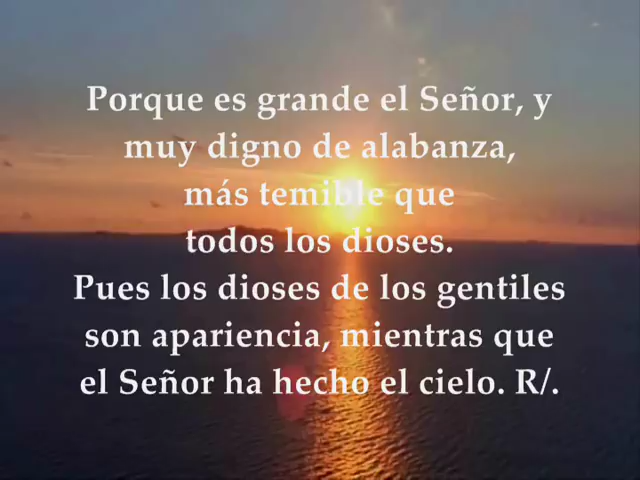 Porque es grande el Señor, y
muy digno de alabanza,
más temible que
todos los dioses.
Pues los dioses de los gentiles
son apariencia, mientras que
el Señor ha hecho el cielo. R/.